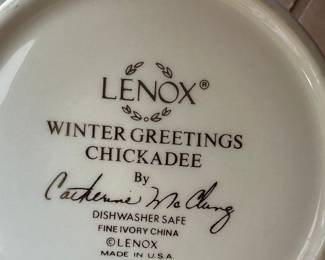 LENOX®
WINTER GREETINGS
CHICKADEE
By
Catherine McClung
DISHWASHER SAFE
FINE IVORY CHINA
©LENOX
MADE IN U.S.A.